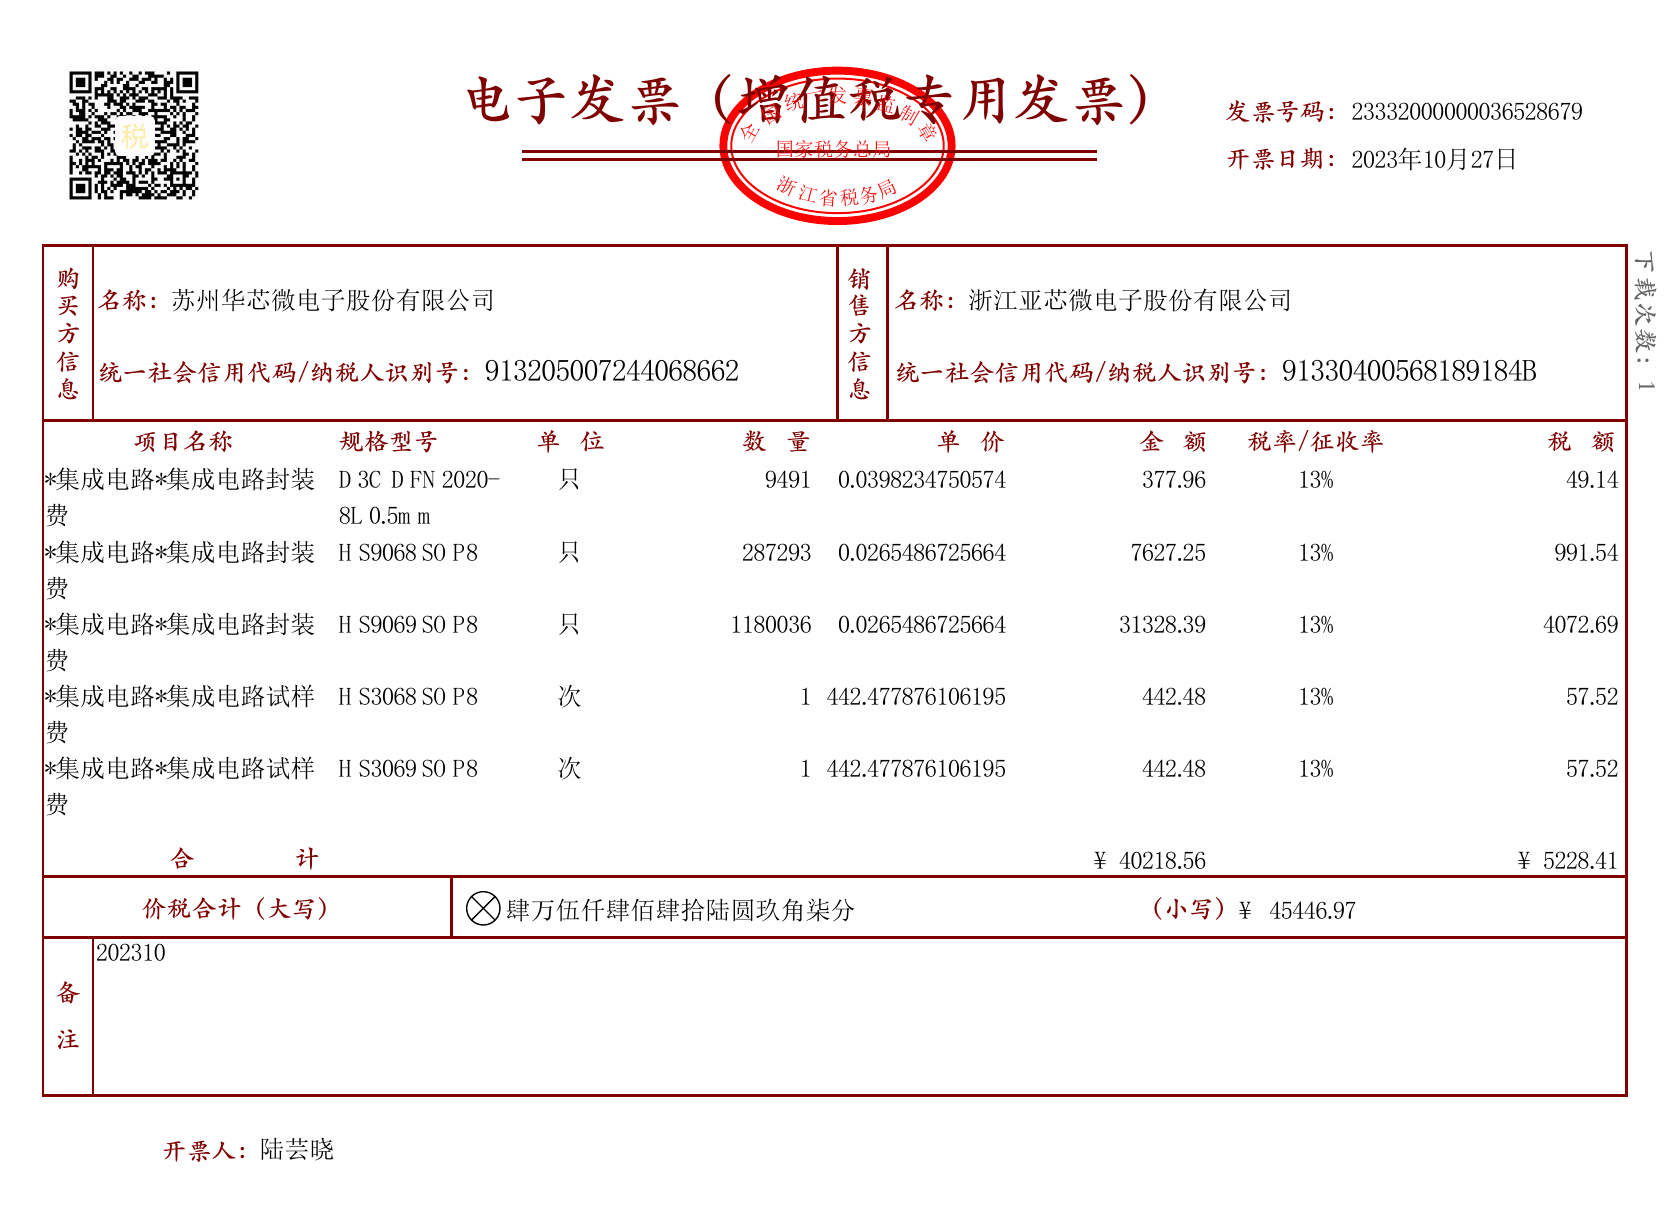 电子发票（增值税专用发票）
全国统一发票监制章
国家税务总局
浙江省税务局
税
发票号码：23332000000036528679
开票日期：2023年10月27日
下载次数：1
购买方信息
名称：苏州华芯微电子股份有限公司
统一社会信用代码/纳税人识别号：913205007244068662
销售方信息
名称：浙江亚芯微电子股份有限公司
统一社会信用代码/纳税人识别号：91330400568189184B
项目名称 规格型号 单 位 数 量 单 价 金 额 税率/征收率 税 额
*集成电路*集成电路封装 D3C DFN2020- 只 9491 0.0398234750574 377.96 13% 49.14
费 8L 0.5mm
*集成电路*集成电路封装 HS9068 SOP8 只 287293 0.0265486725664 7627.25 13% 991.54
费
*集成电路*集成电路封装 HS9069 SOP8 只 1180036 0.0265486725664 31328.39 13% 4072.69
费
*集成电路*集成电路试样 HS3068 SOP8 次 1 442.477876106195 442.48 13% 57.52
费
*集成电路*集成电路试样 HS3069 SOP8 次 1 442.477876106195 442.48 13% 57.52
费
合 计 ¥ 40218.56 ¥ 5228.41
价税合计（大写） 肆万伍仟肆佰肆拾陆圆玖角柒分 （小写）¥ 45446.97
备注
202310
开票人：陆芸晓